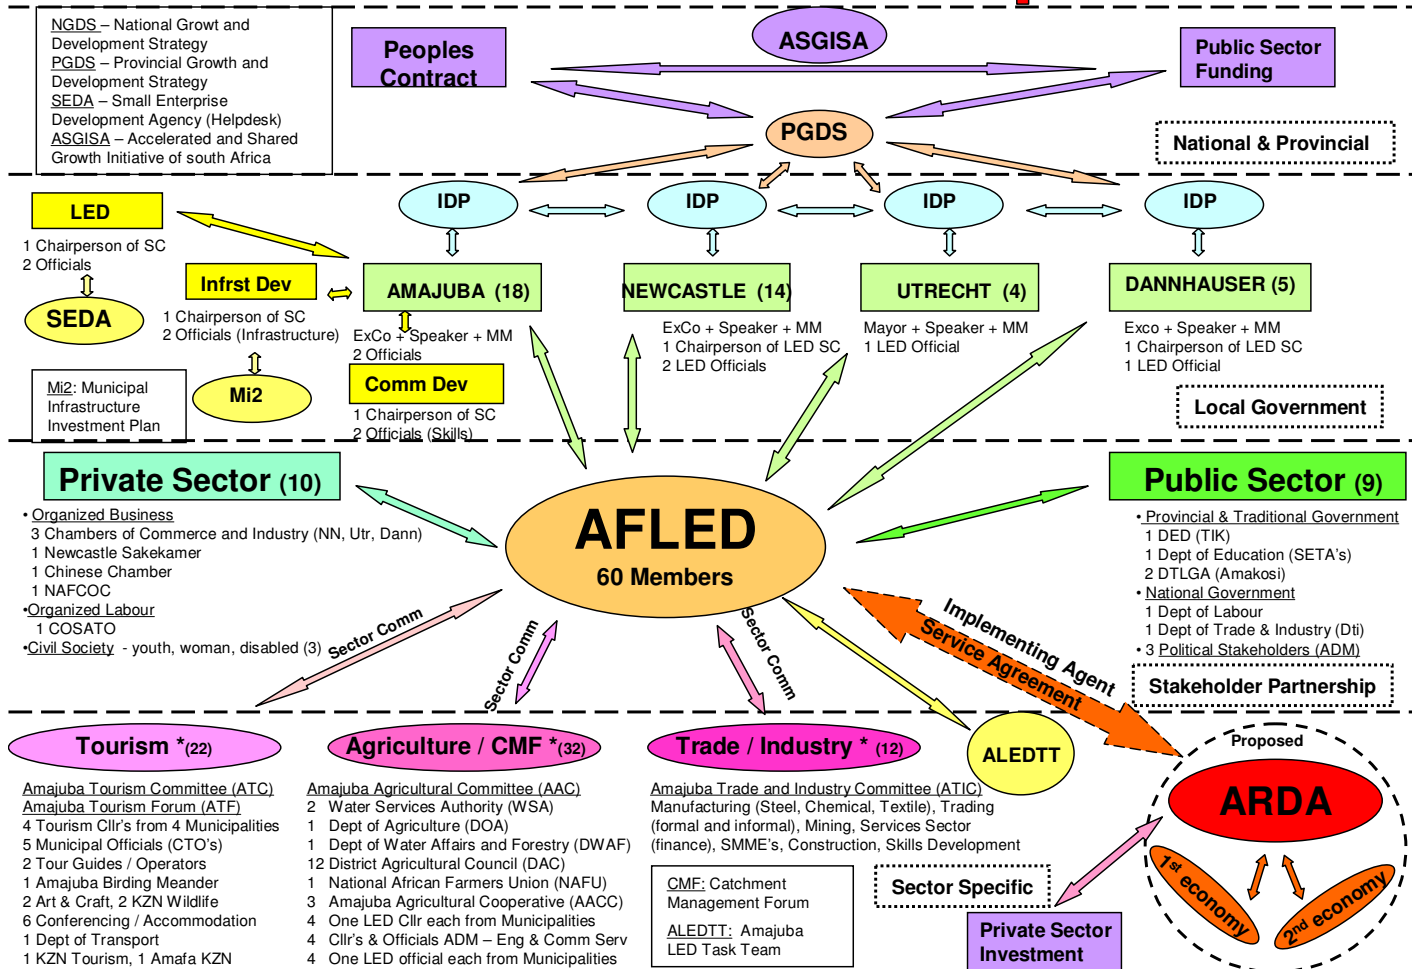 NGDS – National Growt and
Development Strategy
PGDS – Provincial Growth and
Development Strategy
SEDA – Small Enterprise
Development Agency (Helpdesk)
ASGISA – Accelerated and Shared
Growth Initiative of south Africa
Peoples
Contract
ASGISA
Public Sector
Funding
PGDS
National & Provincial
LED
1 Chairperson of SC
2 Officials
SEDA
Infrst Dev
1 Chairperson of SC
2 Officials (Infrastructure)
Mi2
Mi2: Municipal
Infrastructure
Investment Plan
IDP
IDP
IDP
IDP
AMAJUBA (18)
ExCo + Speaker + MM
2 Officials
Comm Dev
1 Chairperson of SC
2 Officials (Skills)
NEWCASTLE (14)
ExCo + Speaker + MM
1 Chairperson of LED SC
2 LED Officials
UTRECHT (4)
Mayor + Speaker + MM
1 LED Official
DANNHAUSER (5)
Exco + Speaker + MM
1 Chairperson of LED SC
1 LED Official
Local Government
Private Sector (10)
• Organized Business
3 Chambers of Commerce and Industry (NN, Utr, Dann)
1 Newcastle Sakekamer
1 Chinese Chamber
1 NAFCOC
•Organized Labour
1 COSATO
•Civil Society - youth, woman, disabled (3)
AFLED
60 Members
Public Sector (9)
• Provincial & Traditional Government
1 DED (TIK)
1 Dept of Education (SETA's)
2 DTLGA (Amakosi)
• National Government
1 Dept of Labour
1 Dept of Trade & Industry (Dti)
• 3 Political Stakeholders (ADM)
Stakeholder Partnership
Sector Comm
Sector Comm
Sector Comm
Implementing Agent
Service Agreement
Tourism *(22)
Amajuba Tourism Committee (ATC)
Amajuba Tourism Forum (ATF)
4 Tourism Cllr's from 4 Municipalities
5 Municipal Officials (CTO's)
2 Tour Guides / Operators
1 Amajuba Birding Meander
2 Art & Craft, 2 KZN Wildlife
6 Conferencing / Accommodation
1 Dept of Transport
1 KZN Tourism, 1 Amafa KZN
Agriculture / CMF *(32)
Amajuba Agricultural Committee (AAC)
2 Water Services Authority (WSA)
1 Dept of Agriculture (DOA)
1 Dept of Water Affairs and Forestry (DWAF)
12 District Agricultural Council (DAC)
1 National African Farmers Union (NAFU)
3 Amajuba Agricultural Cooperative (AACC)
4 One LED Cllr each from Municipalities
4 Cllr's & Officials ADM – Eng & Comm Serv
4 One LED official each from Municipalities
Trade / Industry * (12)
Amajuba Trade and Industry Committee (ATIC)
Manufacturing (Steel, Chemical, Textile), Trading
(formal and informal), Mining, Services Sector
(finance), SMME's, Construction, Skills Development
CMF: Catchment
Management Forum
ALEDTT: Amajuba
LED Task Team
ALEDTT
Sector Specific
Private Sector
Investment
Proposed
ARDA
1st economy
2nd economy